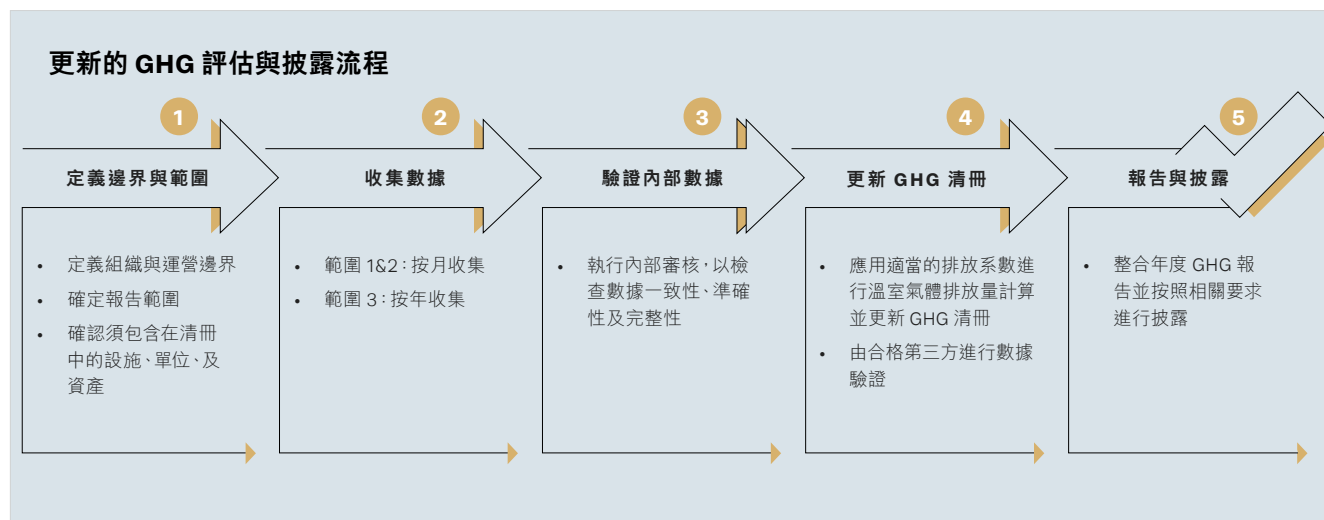 更新的 GHG 評估與披露流程
1
定義邊界與範圍
• 定義組織與運營邊界
• 確定報告範圍
• 確認須包含在清冊
中的設施、單位、及
資產
2
收集數據
• 範圍 1&2：按月收集
• 範圍 3：按年收集
3
驗證內部數據
• 執行內部審核，以檢
查數據一致性、準確
性及完整性
4
更新 GHG 清冊
• 應用適當的排放系數進
行溫室氣體排放量計算
並更新 GHG 清冊
• 由合格第三方進行數據
驗證
5
報告與披露
• 整合年度 GHG 報
告並按照相關要求
進行披露